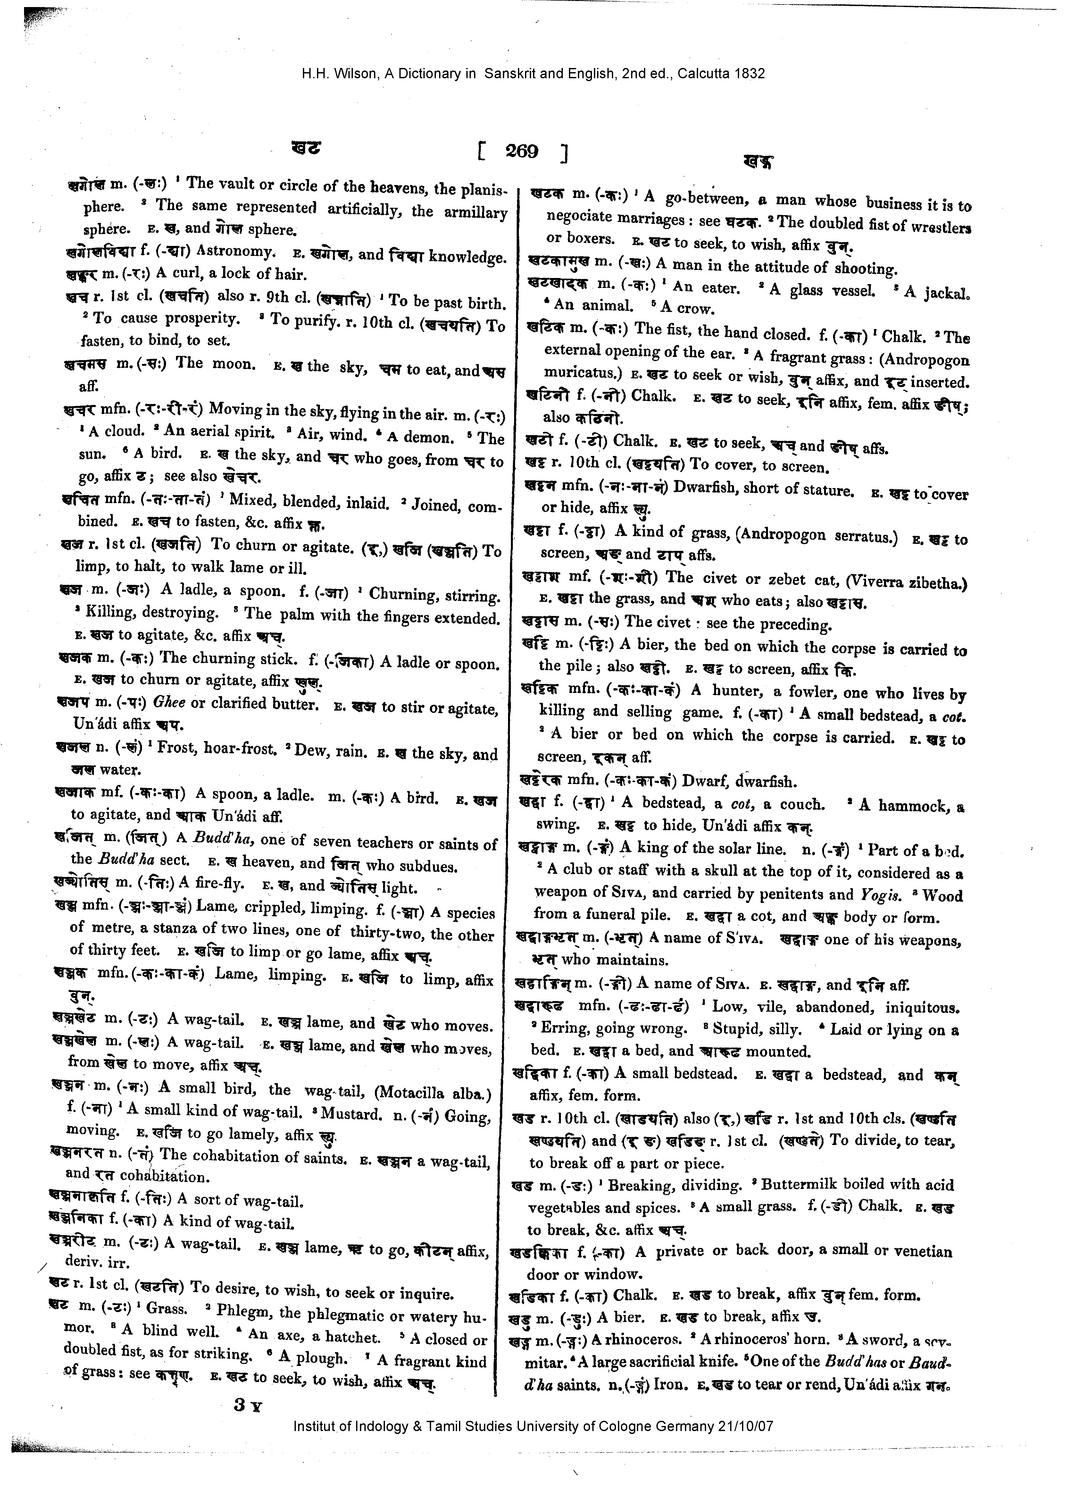 H.H. Wilson, A Dictionary in Sanskrit and English, 2nd ed., Calcutta 1832
खट [ 269 ] खड्ग
खगोल m. (-लः) ¹ The vault or circle of the heavens, the planis-
phere. ² The same represented artificially, the armillary
sphere. E. ख, and गोल sphere.
खगोलविद्या f. (-द्या) Astronomy. E. खगोल, and विद्या knowledge.
खङ्कर m. (-रः) A curl, a lock of hair.
खच r. 1st cl. (खचति) also r. 9th cl. (खच्ञाति) ¹ To be past birth.
² To cause prosperity. ³ To purify. r. 10th cl. (खचयति) To
fasten, to bind, to set.
खचमस m. (-सः) The moon. E. ख the sky, चम to eat, and अस
aff.
खचर mfn. (-रः-री-रं) Moving in the sky, flying in the air. m. (-रः)
¹ A cloud. ² An aerial spirit. ³ Air, wind. ⁴ A demon. ⁵ The
sun. ⁶ A bird. E. ख the sky, and चर who goes, from चर to
go, affix ट; see also खेचर.
खचित mfn. (-तः-ता-तं) ¹ Mixed, blended, inlaid. ² Joined, com-
bined. E. खच to fasten, &c. affix क्त.
खज r. 1st cl. (खजति) To churn or agitate. (इ,) खजि (खञ्जति) To
limp, to halt, to walk lame or ill.
खज m. (-जः) A ladle, a spoon. f. (-जा) ¹ Churning, stirring.
² Killing, destroying. ³ The palm with the fingers extended.
E. खज to agitate, &c. affix अच्.
खजक m. (-कः) The churning stick. f. (-जिका) A ladle or spoon.
E. खज to churn or agitate, affix वुन्.
खजप m. (-पः) Ghee or clarified butter. E. खज to stir or agitate,
Un'ádi affix अप.
खजल n. (-लं) ¹ Frost, hoar-frost. ² Dew, rain. E. ख the sky, and
जल water.
खजाक mf. (-कः-का) A spoon, a ladle. m. (-कः) A bird. E. खज
to agitate, and आक Un'ádi aff.
खजित् m. (जित्) A Budd'ha, one of seven teachers or saints of
the Budd'ha sect. E. ख heaven, and जित् who subdues.
खज्योतिस् m. (-तिः) A fire-fly. E. ख, and ज्योतिस् light.
खञ्ज mfn. (-ञ्जः-ञ्जा-ञ्जं) Lame, crippled, limping. f. (-ञ्जा) A species
of metre, a stanza of two lines, one of thirty-two, the other
of thirty feet. E. खजि to limp or go lame, affix अच्.
खञ्जक mfn. (-कः-का-कं) Lame, limping. E. खजि to limp, affix
वुन्.
खञ्जखेट m. (-टः) A wag-tail. E. खञ्ज lame, and खेट who moves.
खञ्जखेल m. (-लः) A wag-tail. E. खञ्ज lame, and खेल who moves,
from खेल to move, affix अच्.
खञ्जन m. (-नः) A small bird, the wag-tail, (Motacilla alba.)
f. (-ना) ¹ A small kind of wag-tail. ² Mustard. n. (-नं) Going,
moving. E. खजि to go lamely, affix ल्यु.
खञ्जनरत n. (-तं) The cohabitation of saints. E. खञ्जन a wag-tail,
and रत cohabitation.
खञ्जनाकृति f. (-तिः) A sort of wag-tail.
खञ्जनिका f. (-का) A kind of wag-tail.
खञ्जरीट m. (-टः) A wag-tail. E. खञ्ज lame, ऋ to go, कीटन् affix,
deriv. irr.
खट r. 1st cl. (खटति) To desire, to wish, to seek or inquire.
खट m. (-टः) ¹ Grass. ² Phlegm, the phlegmatic or watery hu-
mor. ³ A blind well. ⁴ An axe, a hatchet. ⁵ A closed or
doubled fist, as for striking. ⁶ A plough. ⁷ A fragrant kind
of grass: see कत्तृण. E. खट to seek, to wish, affix अच्.
3 Y
खटक m. (-कः) ¹ A go-between, a man whose business it is to
negociate marriages: see घटक. ² The doubled fist of wrestlers
or boxers. E. खट to seek, to wish, affix वुन्.
खटकामुख m. (-खः) A man in the attitude of shooting.
खटखादक m. (-कः) ¹ An eater. ² A glass vessel. ³ A jackal.
⁴ An animal. ⁵ A crow.
खटिक m. (-कः) The fist, the hand closed. f. (-का) ¹ Chalk. ² The
external opening of the ear. ³ A fragrant grass: (Andropogon
muricatus.) E. खट to seek or wish, वुन् affix, and इट् inserted.
खटिनी f. (-नी) Chalk. E. खट to seek, इनि affix, fem. affix ङीष्;
also कठिनी.
खटी f. (-टी) Chalk. E. खट to seek, अच् and ङीष् affs.
खट्ट r. 10th cl. (खट्टयति) To cover, to screen.
खट्टन mfn. (-नः-ना-नं) Dwarfish, short of stature. E. खट्ट to cover
or hide, affix ल्यु.
खट्टा f. (-ट्टा) A kind of grass, (Andropogon serratus.) E. खट्ट to
screen, अङ् and टाप् affs.
खट्टाश mf. (-शः-शी) The civet or zebet cat, (Viverra zibetha.)
E. खट्टा the grass, and अश who eats; also खट्टास.
खट्टास m. (-सः) The civet: see the preceding.
खट्टि m. (-ट्टिः) A bier, the bed on which the corpse is carried to
the pile; also खट्टी. E. खट्ट to screen, affix कि.
खट्टिक mfn. (-कः-का-कं) A hunter, a fowler, one who lives by
killing and selling game. f. (-का) ¹ A small bedstead, a cot.
² A bier or bed on which the corpse is carried. E. खट्ट to
screen, इकन् aff.
खट्टेरक mfn. (-कः-का-कं) Dwarf, dwarfish.
खट्वा f. (-ट्वा) ¹ A bedstead, a cot, a couch. ² A hammock, a
swing. E. खट्ट to hide, Un'ádi affix कन्.
खट्वाङ्ग m. (-ङ्गः) A king of the solar line. n. (-ङ्गं) ¹ Part of a bed.
² A club or staff with a skull at the top of it, considered as a
weapon of SIVA, and carried by penitents and Yogis. ³ Wood
from a funeral pile. E. खट्वा a cot, and अङ्ग body or form.
खट्वाङ्गभृत् m. (-भृत्) A name of S'IVA. E. खट्वाङ्ग one of his weapons,
भृत् who maintains.
खट्वाङ्गिन् m. (-ङ्गी) A name of SIVA. E. खट्वाङ्ग, and इनि aff.
खट्वारूढ mfn. (-ढः-ढा-ढं) ¹ Low, vile, abandoned, iniquitous.
² Erring, going wrong. ³ Stupid, silly. ⁴ Laid or lying on a
bed. E. खट्वा a bed, and आरूढ mounted.
खट्विका f. (-का) A small bedstead. E. खट्वा a bedstead, and कन्
affix, fem. form.
खड r. 10th cl. (खाडयति) also (इ,) खडि r. 1st and 10th cls. (खण्डति
खण्डयति) and (इ ङ) खडिङ् r. 1st cl. (खण्डते) To divide, to tear,
to break off a part or piece.
खड m. (-डः) ¹ Breaking, dividing. ² Buttermilk boiled with acid
vegetables and spices. ³ A small grass. f. (-डी) Chalk. E. खड
to break, &c. affix अच्.
खडक्किका f. (-का) A private or back door, a small or venetian
door or window.
खडिका f. (-का) Chalk. E. खड to break, affix वुन् fem. form.
खडु m. (-डुः) A bier. E. खड to break, affix उ.
खड्ग m. (-ड्गः) A rhinoceros. ² A rhinoceros' horn. ³ A sword, a scy-
mitar. ⁴ A large sacrificial knife. ⁵ One of the Budd'has or Baud-
d'ha saints. n. (-ड्गं) Iron. E. खड to tear or rend, Un'ádi affix गन्.
Institut of Indology & Tamil Studies University of Cologne Germany 21/10/07